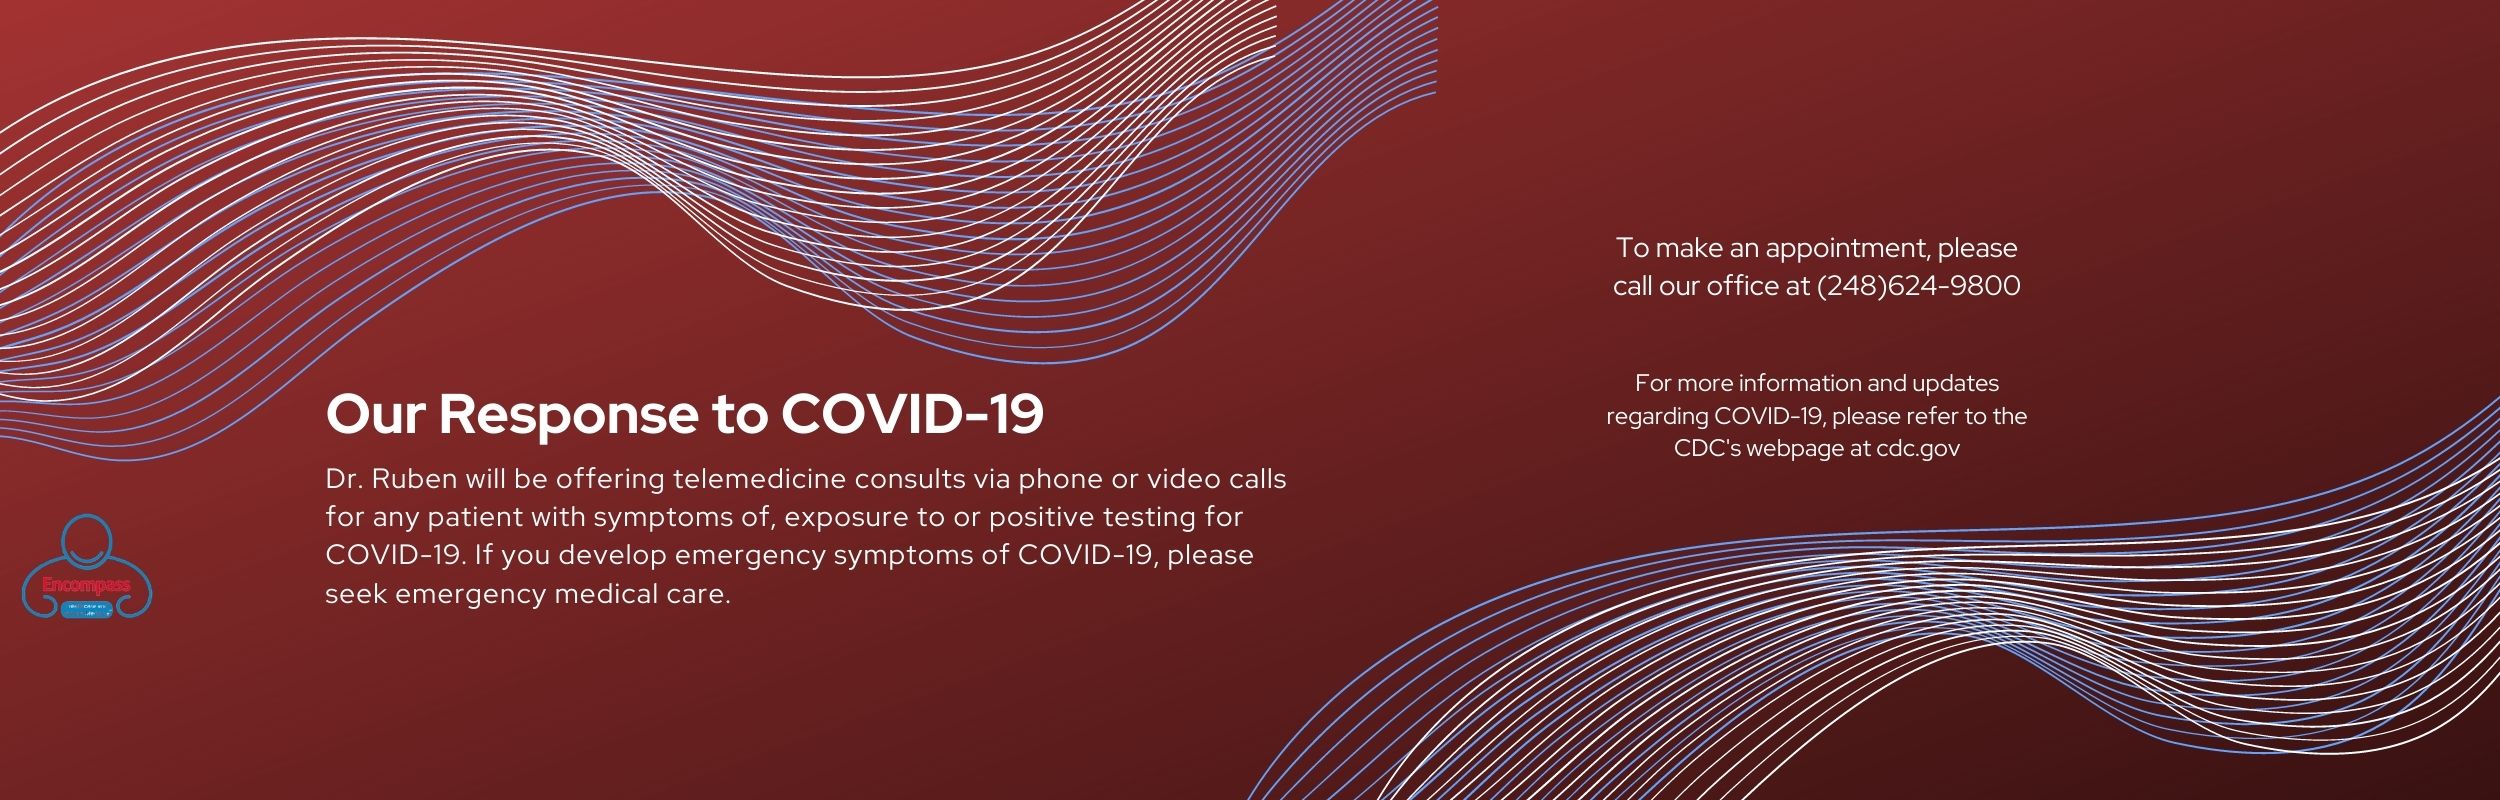 Our Response to COVID-19
Dr. Ruben will be offering telemedicine consults via phone or video calls
for any patient with symptoms of, exposure to or positive testing for
COVID-19. If you develop emergency symptoms of COVID-19, please
seek emergency medical care.
To make an appointment, please
call our office at (248)624-9800
For more information and updates
regarding COVID-19, please refer to the
CDC's webpage at cdc.gov
Encompass